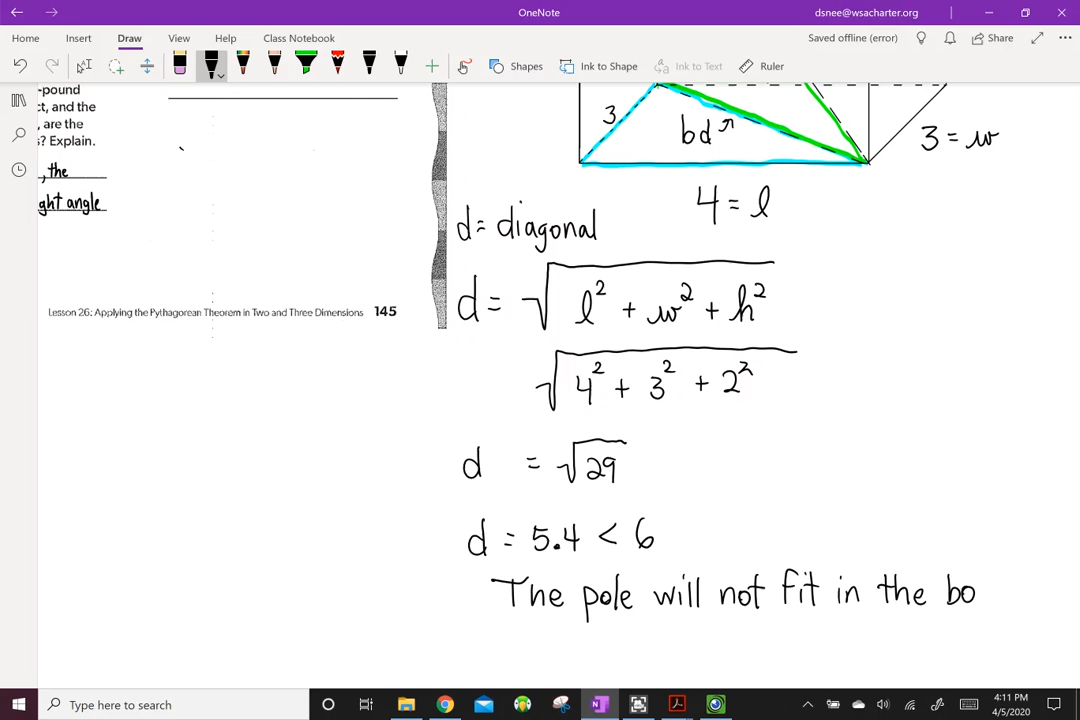 OneNote
dsnee@wsacharter.org
Home Insert Draw View Help Class Notebook
Saved offline (error) Share
Shapes Ink to Shape Ink to Text Ruler
-pound
ct, and the
, are the
s? Explain.
, the
ght angle
3
bd
3 = w
4 = l
d = diagonal
d = √l² + w² + h²
√4² + 3² + 2²
Lesson 26: Applying the Pythagorean Theorem in Two and Three Dimensions 145
d = √29
d = 5.4 < 6
The pole will not fit in the bo
Type here to search
4:11 PM
4/5/2020